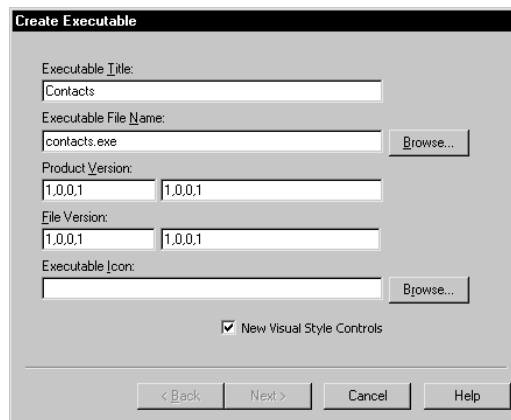 Create Executable
Executable Title:
Contacts
Executable File Name:
contacts.exe
Browse...
Product Version:
1,0,0,1 1,0,0,1
File Version:
1,0,0,1 1,0,0,1
Executable Icon:
Browse...
New Visual Style Controls
< Back Next > Cancel Help